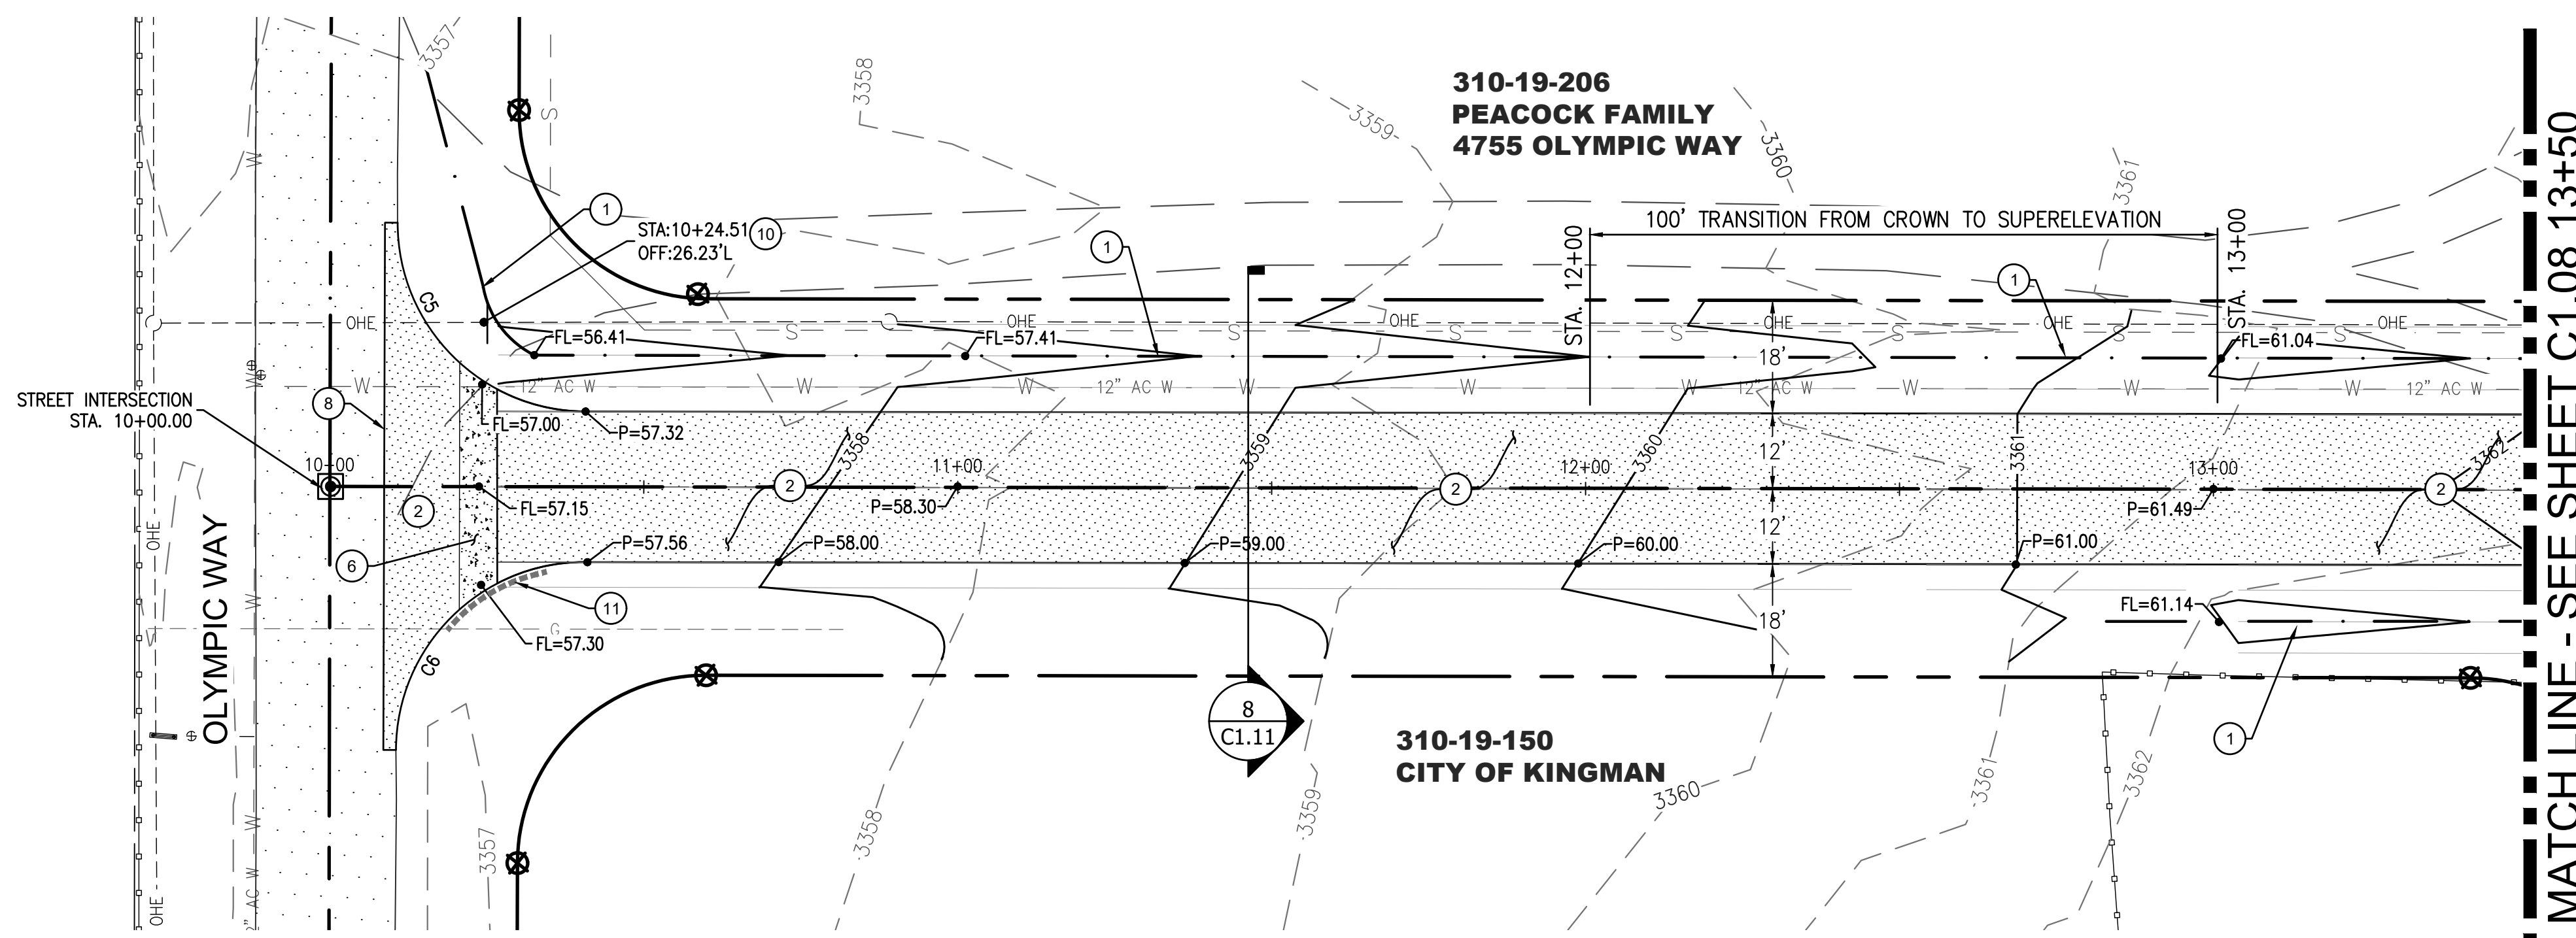 3357
3358
3359
3360
3361
310-19-206
PEACOCK FAMILY
4755 OLYMPIC WAY
100' TRANSITION FROM CROWN TO SUPERELEVATION
STA. 12+00
STA. 13+00
1
STA:10+24.51
OFF:26.23'L
10
1
1
S
W
C5
OHE
OHE
OHE
OHE
OHE
OHE
S
S
S
S
S
S
FL=56.41
FL=57.41
FL=61.04
18'
W
12" AC W
W
W
12" AC W
W
W
W
12" AC W
W
W
W
12" AC W
STREET INTERSECTION
STA. 10+00.00
8
FL=57.00
P=57.32
3358
3359
3360
3361
3362
12'
10+00
11+00
12+00
13+00
2
2
2
2
FL=57.15
P=58.30
P=61.49
12'
P=57.56
P=58.00
P=59.00
P=60.00
P=61.00
6
11
FL=57.30
G
C6
18'
FL=61.14
OHE
W
OLYMPIC WAY
8
C1.11
310-19-150
CITY OF KINGMAN
1
3357
3358
3359
3360
3361
3362
W
OHE
2" AC W
MATCH LINE - SEE SHEET C1.08 13+50